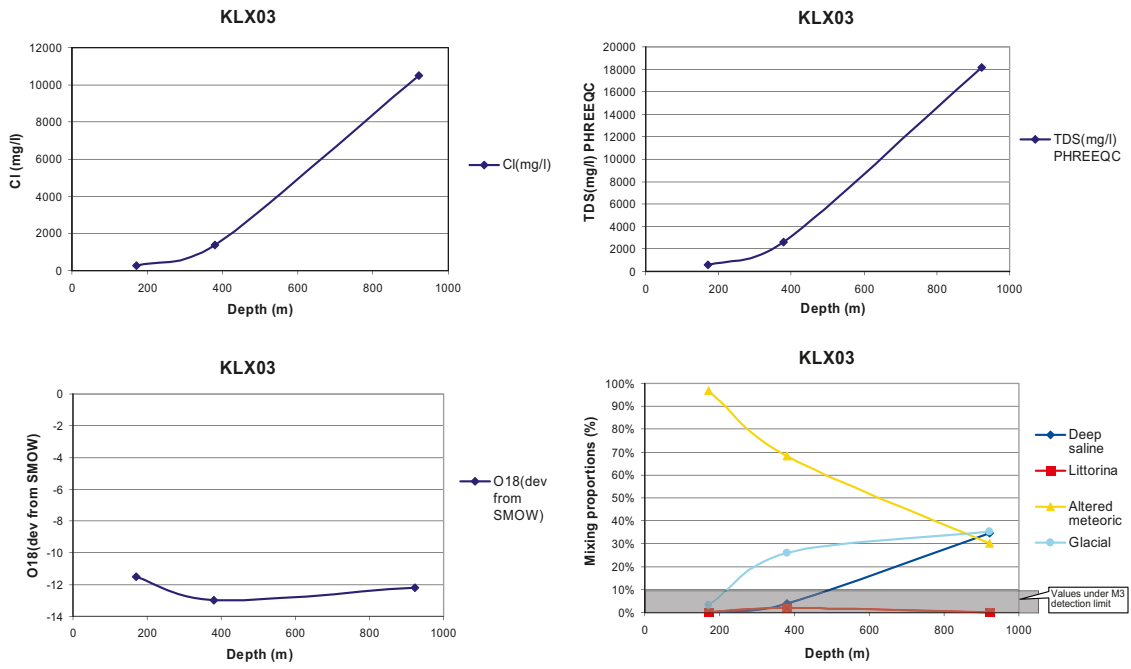 KLX03
12000
10000
8000
6000
4000
2000
0
Cl (mg/l)
0 200 400 600 800 1000
Depth (m)
Cl(mg/l)
KLX03
20000
18000
16000
14000
12000
10000
8000
6000
4000
2000
0
TDS(mg/l) PHREEQC
0 200 400 600 800 1000
Depth (m)
TDS(mg/l)
PHREEQC
KLX03
0
-2
-4
-6
-8
-10
-12
-14
O18(dev from SMOW)
0 200 400 600 800 1000
Depth (m)
O18(dev
from
SMOW)
KLX03
100%
90%
80%
70%
60%
50%
40%
30%
20%
10%
0%
Mixing proportions (%)
0 200 400 600 800 1000
Depth (m)
Deep
saline
Littorina
Altered
meteoric
Glacial
Values under M3
detection limit